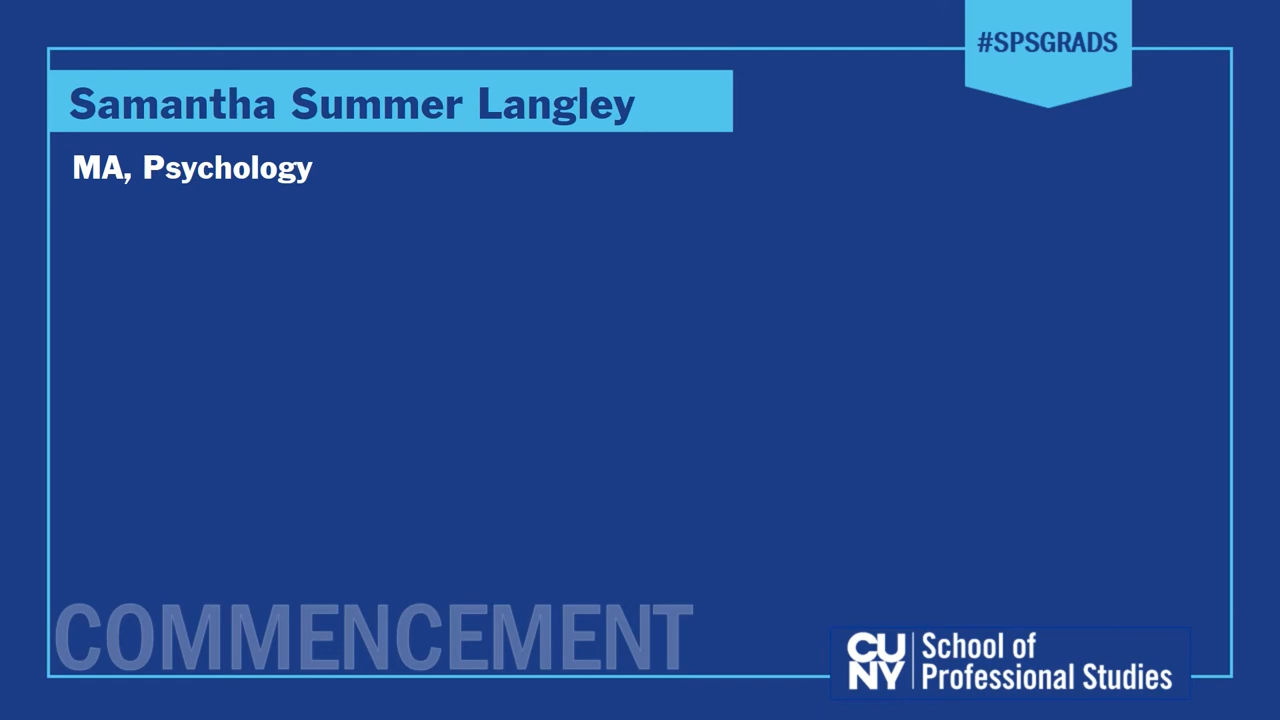 #SPSGRADS
Samantha Summer Langley
MA, Psychology
COMMENCEMENT
CU
NY
School of
Professional Studies